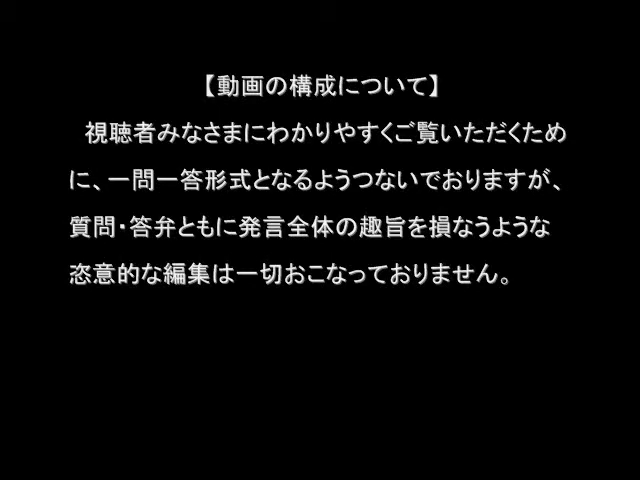 【動画の構成について】
視聴者みなさまにわかりやすくご覧いただくため
に、一問一答形式となるようつないでおりますが、
質問・答弁ともに発言全体の趣旨を損なうような
恣意的な編集は一切おこなっておりません。